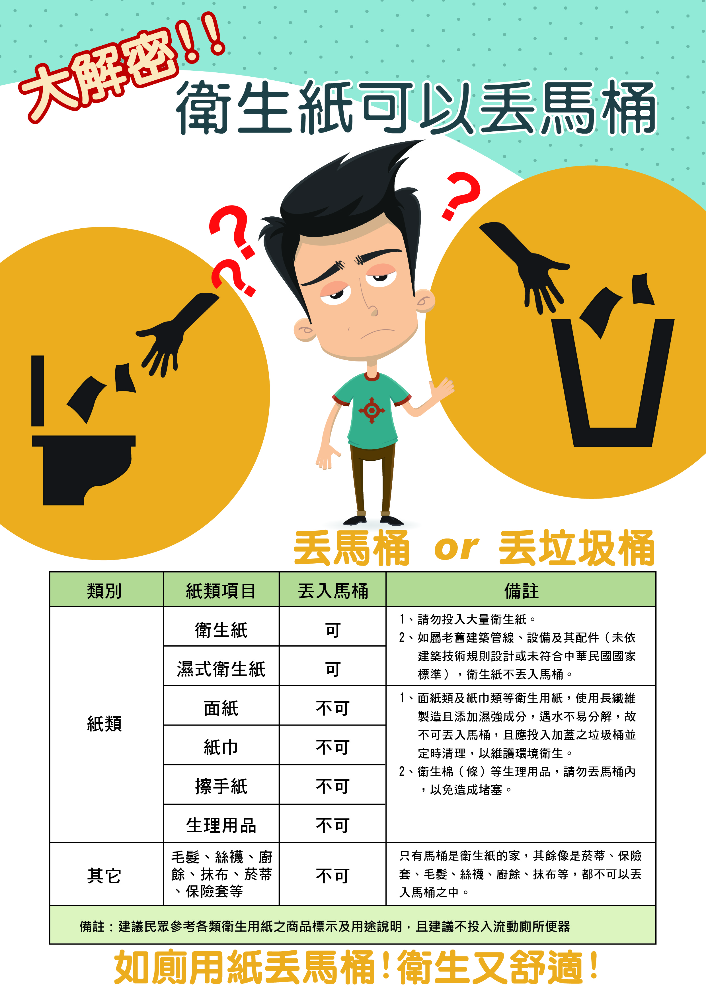 大解密!!
衛生紙可以丟馬桶
?
?
?
丟馬桶 or 丟垃圾桶
類別 紙類項目 丟入馬桶 備註
紙類
衛生紙 可
濕式衛生紙 可
1、請勿投入大量衛生紙。
2、如屬老舊建築管線、設備及其配件（未依
建築技術規則設計或未符合中華民國國家
標準），衛生紙不丟入馬桶。
面紙 不可
紙巾 不可
擦手紙 不可
生理用品 不可
1、面紙類及紙巾類等衛生用紙，使用長纖維
製造且添加濕強成分，遇水不易分解，故
不可丟入馬桶，且應投入加蓋之垃圾桶並
定時清理，以維護環境衛生。
2、衛生棉（條）等生理用品，請勿丟馬桶內
，以免造成堵塞。
其它
毛髮、絲襪、廚
餘、抹布、菸蒂
、保險套等
不可
只有馬桶是衛生紙的家，其餘像是菸蒂、保險
套、毛髮、絲襪、廚餘、抹布等，都不可以丟
入馬桶之中。
備註：建議民眾參考各類衛生用紙之商品標示及用途說明，且建議不投入流動廁所便器
如廁用紙丟馬桶!衛生又舒適!